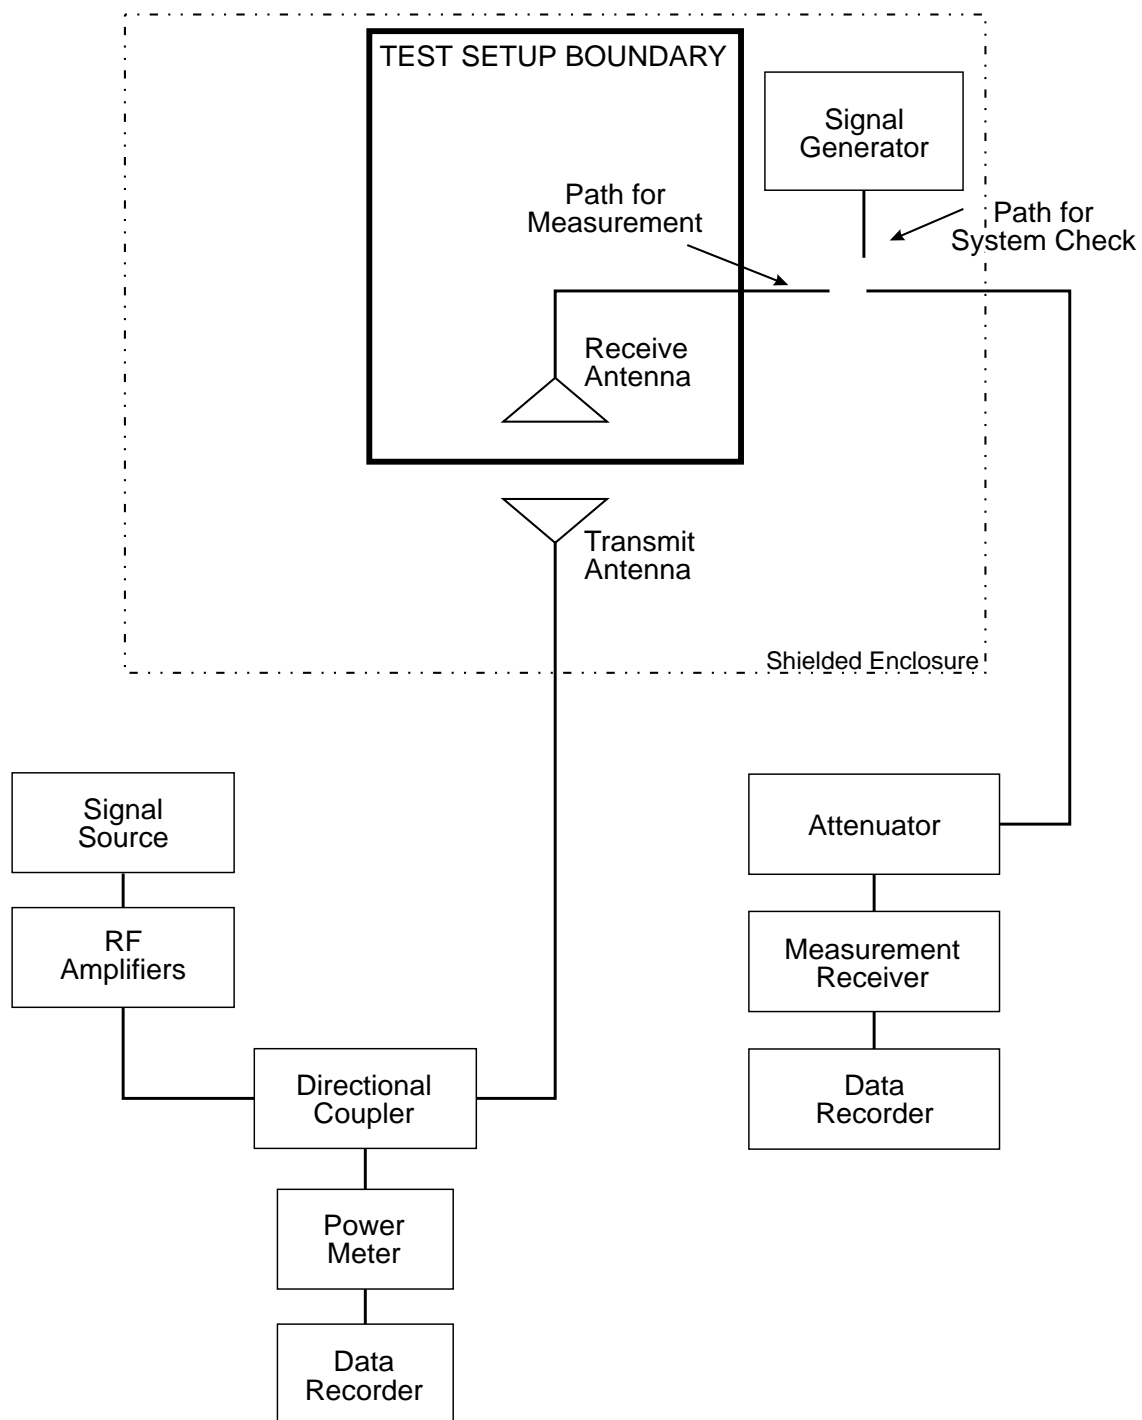 TEST SETUP BOUNDARY
Signal
Generator
Path for
Measurement
Path for
System Check
Receive
Antenna
Transmit
Antenna
Shielded Enclosure
Signal
Source
Attenuator
RF
Amplifiers
Measurement
Receiver
Directional
Coupler
Data
Recorder
Power
Meter
Data
Recorder